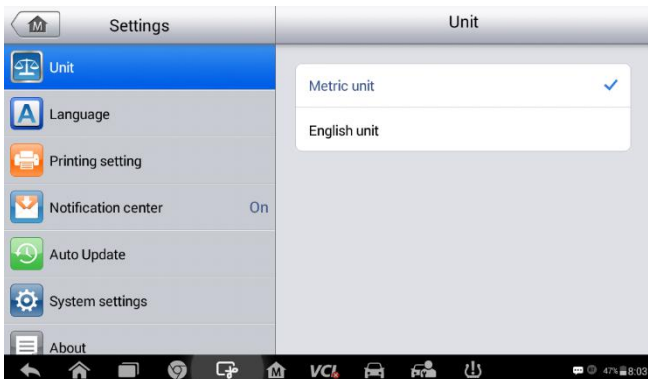 M
Settings
Unit
Unit
Metric unit
English unit
A
Language
Printing setting
Notification center On
Auto Update
System settings
About
M VCI 47% 8:03